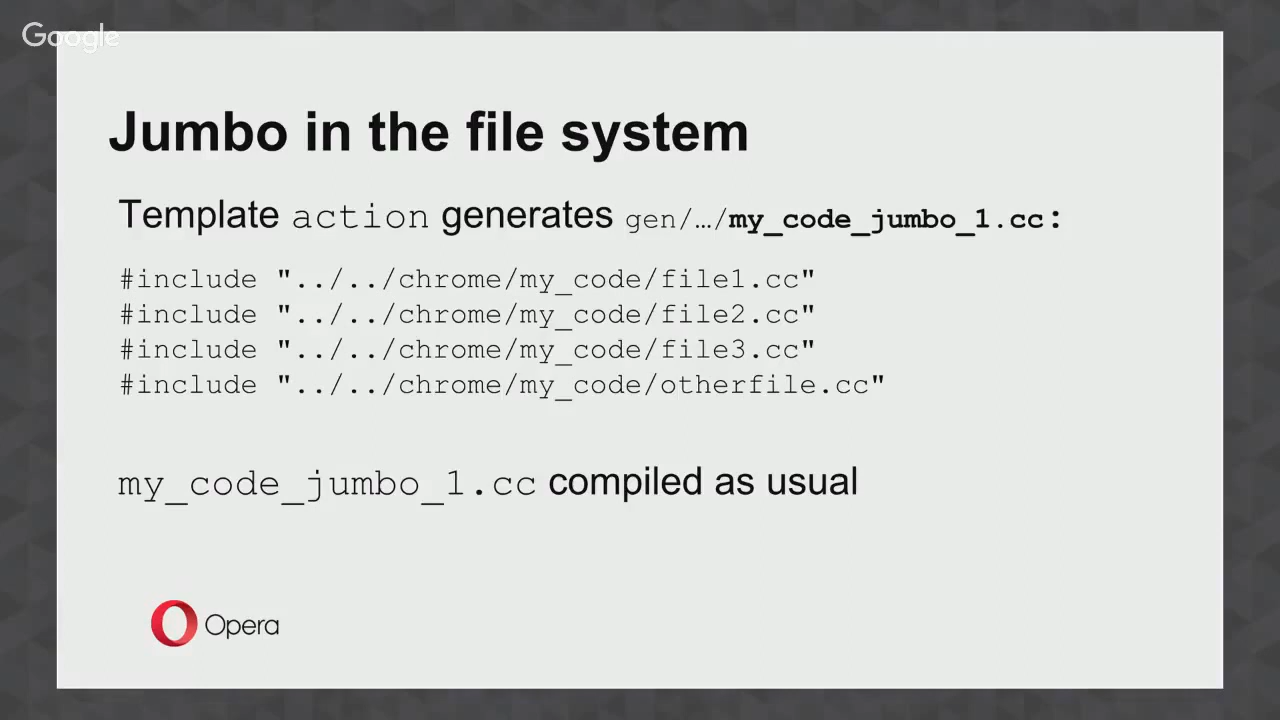 Google
Jumbo in the file system
Template action generates gen/…/my_code_jumbo_1.cc:
#include "../../chrome/my_code/file1.cc"
#include "../../chrome/my_code/file2.cc"
#include "../../chrome/my_code/file3.cc"
#include "../../chrome/my_code/otherfile.cc"
my_code_jumbo_1.cc compiled as usual
Opera